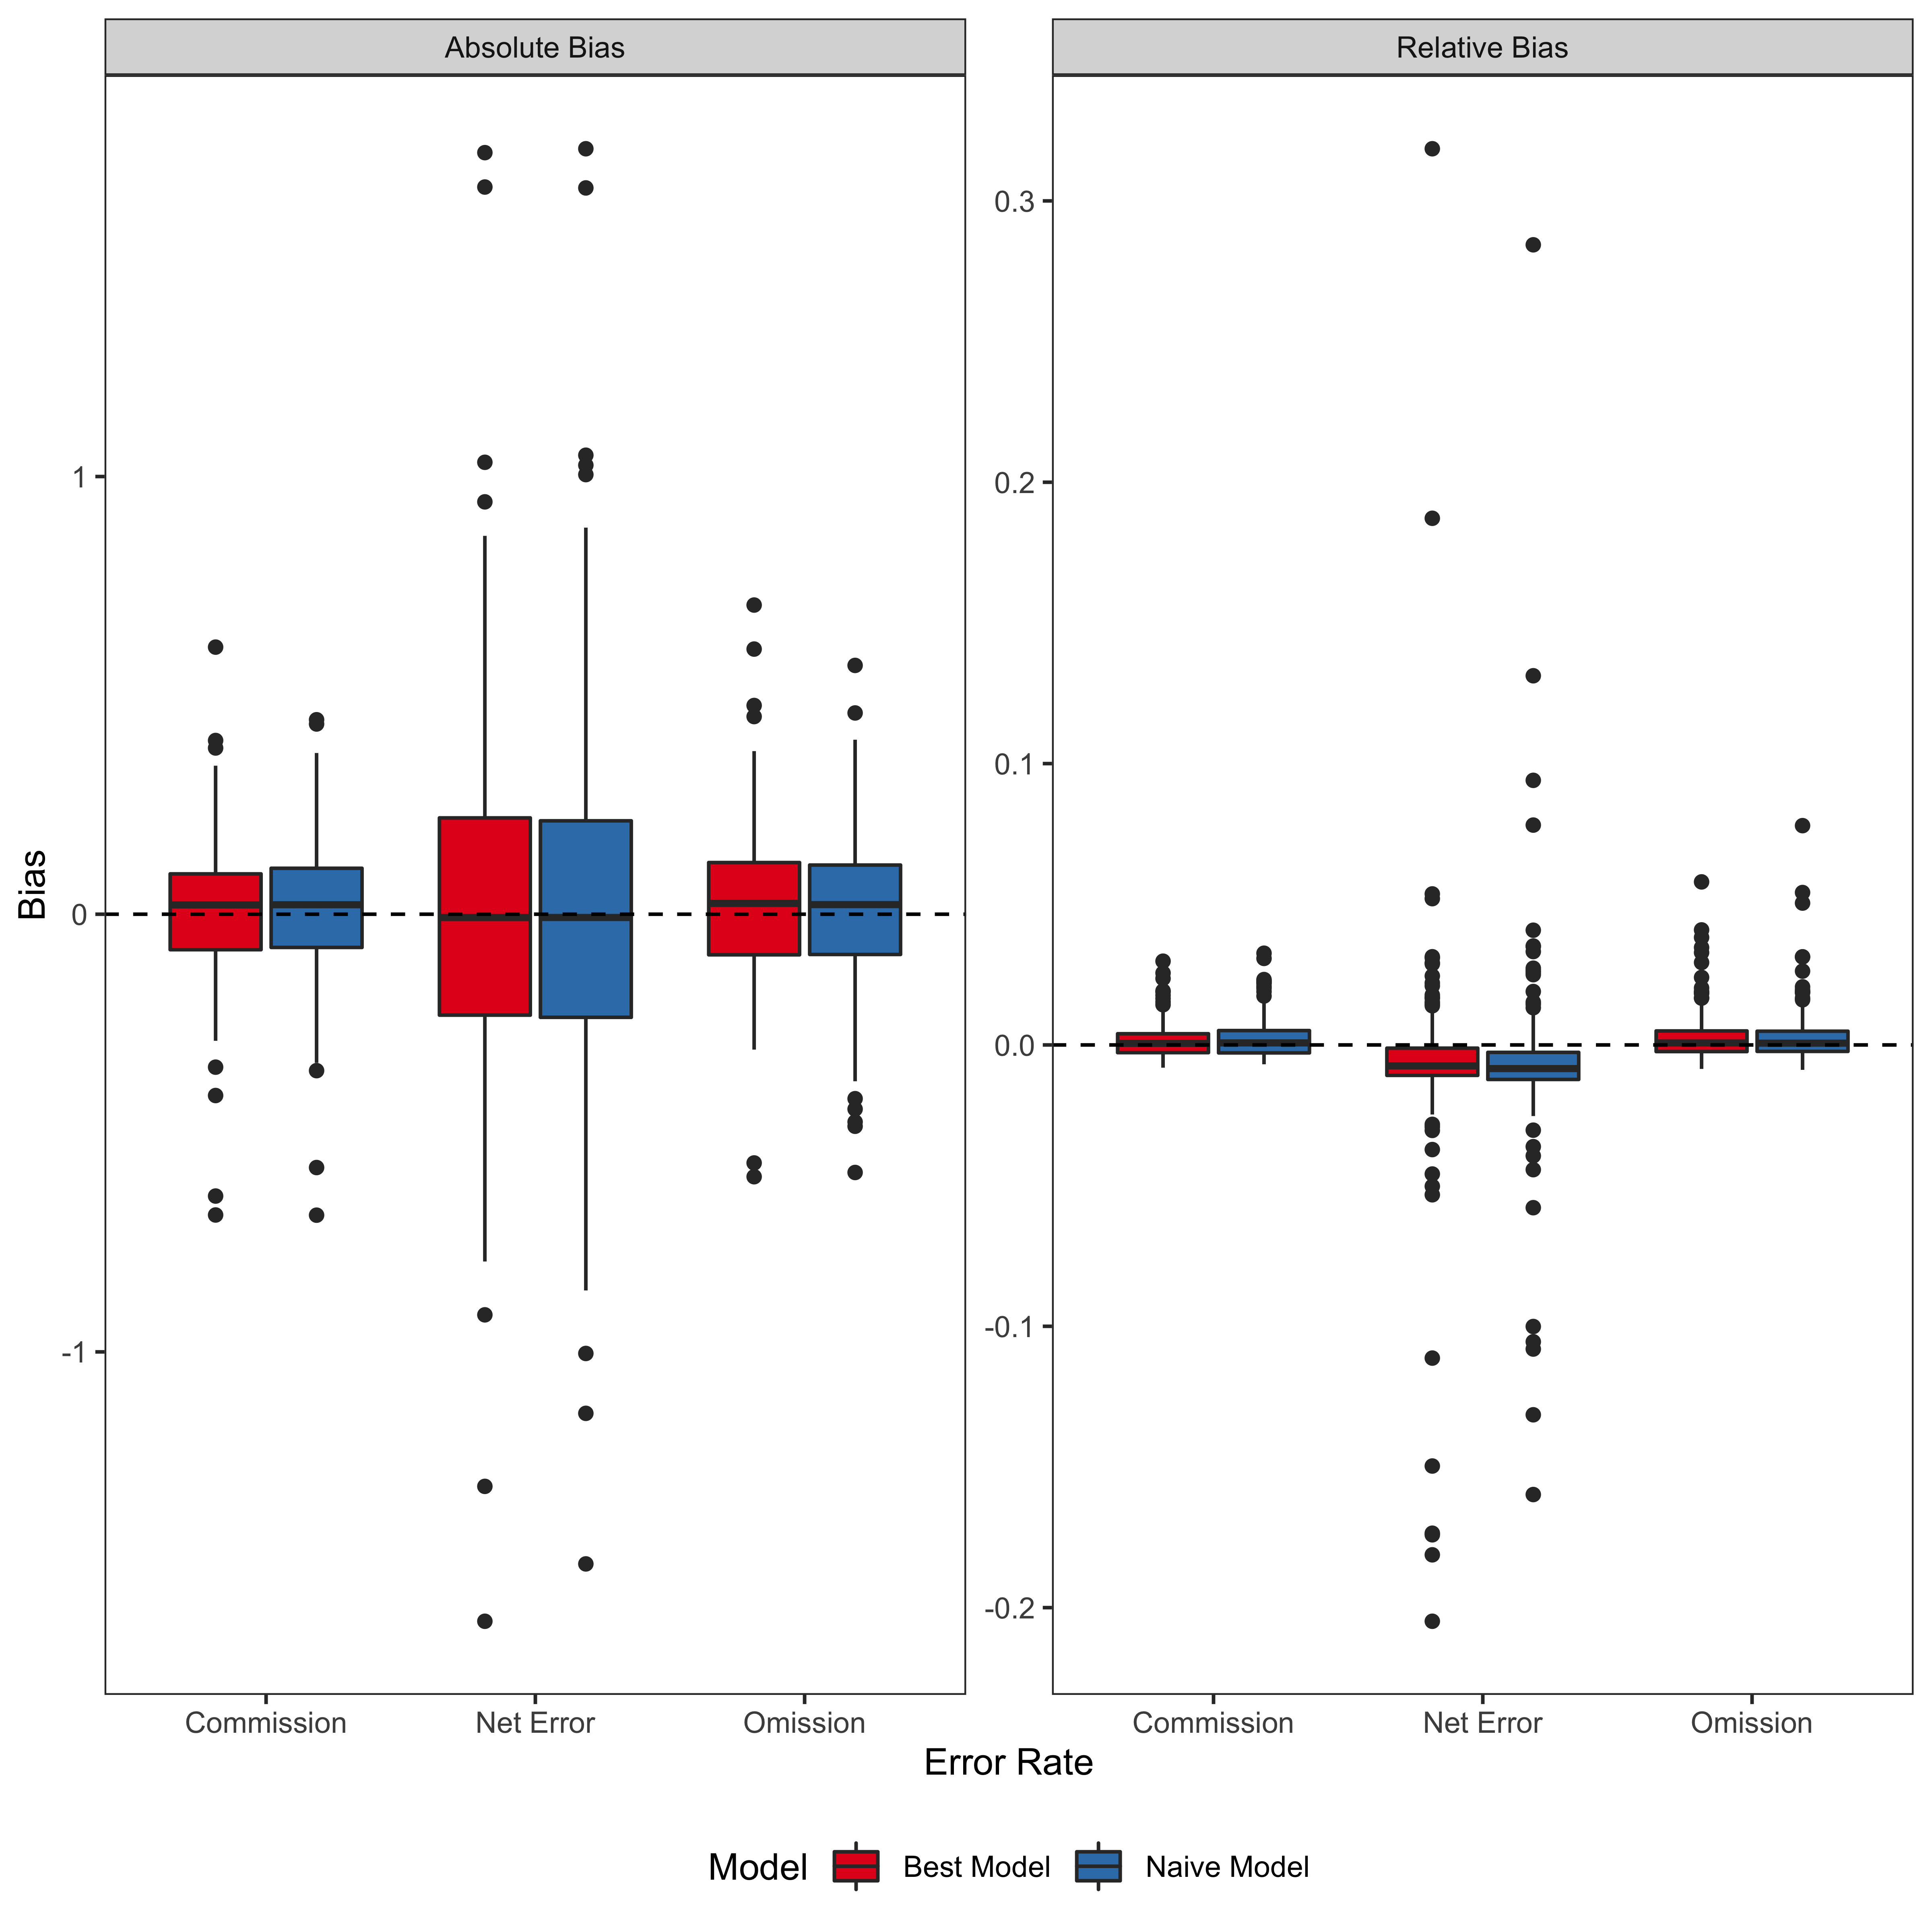 Absolute Bias
Relative Bias
Bias
1
0
-1
0.3
0.2
0.1
0.0
-0.1
-0.2
Commission
Net Error
Omission
Commission
Net Error
Omission
Error Rate
Model
Best Model
Naive Model